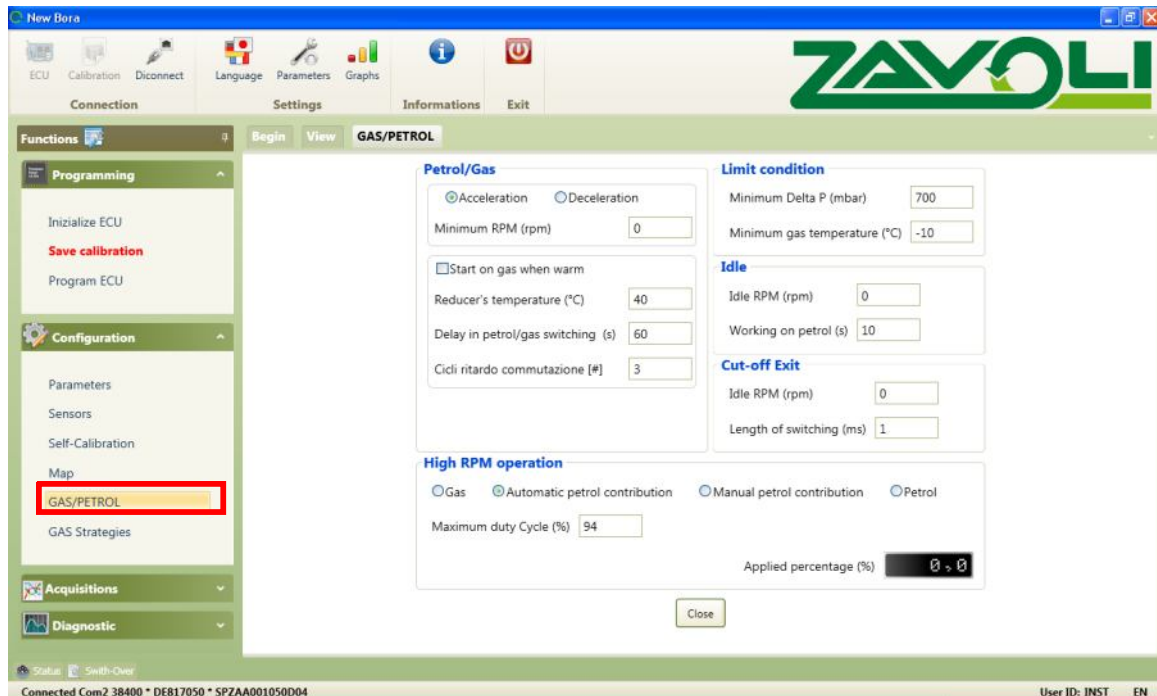 New Bora
ECU Calibration Diconnect Language Parameters Graphs
Connection Settings Informations Exit
ZAVOLI
Functions
Begin View GAS/PETROL
Programming
Inizialize ECU
Save calibration
Program ECU
Configuration
Parameters
Sensors
Self-Calibration
Map
GAS/PETROL
GAS Strategies
Acquisitions
Diagnostic
Petrol/Gas
Acceleration Deceleration
Minimum RPM (rpm) 0
Start on gas when warm
Reducer's temperature (°C) 40
Delay in petrol/gas switching (s) 60
Cicli ritardo commutazione [#] 3
Limit condition
Minimum Delta P (mbar) 700
Minimum gas temperature (°C) -10
Idle
Idle RPM (rpm) 0
Working on petrol (s) 10
Cut-off Exit
Idle RPM (rpm) 0
Length of switching (ms) 1
High RPM operation
Gas Automatic petrol contribution Manual petrol contribution Petrol
Maximum duty Cycle (%) 94
Applied percentage (%) 0,0
Close
Status Swith-Over
Connected Com2 38400 * DE817050 * SPZAA001050D04 User ID: INST EN